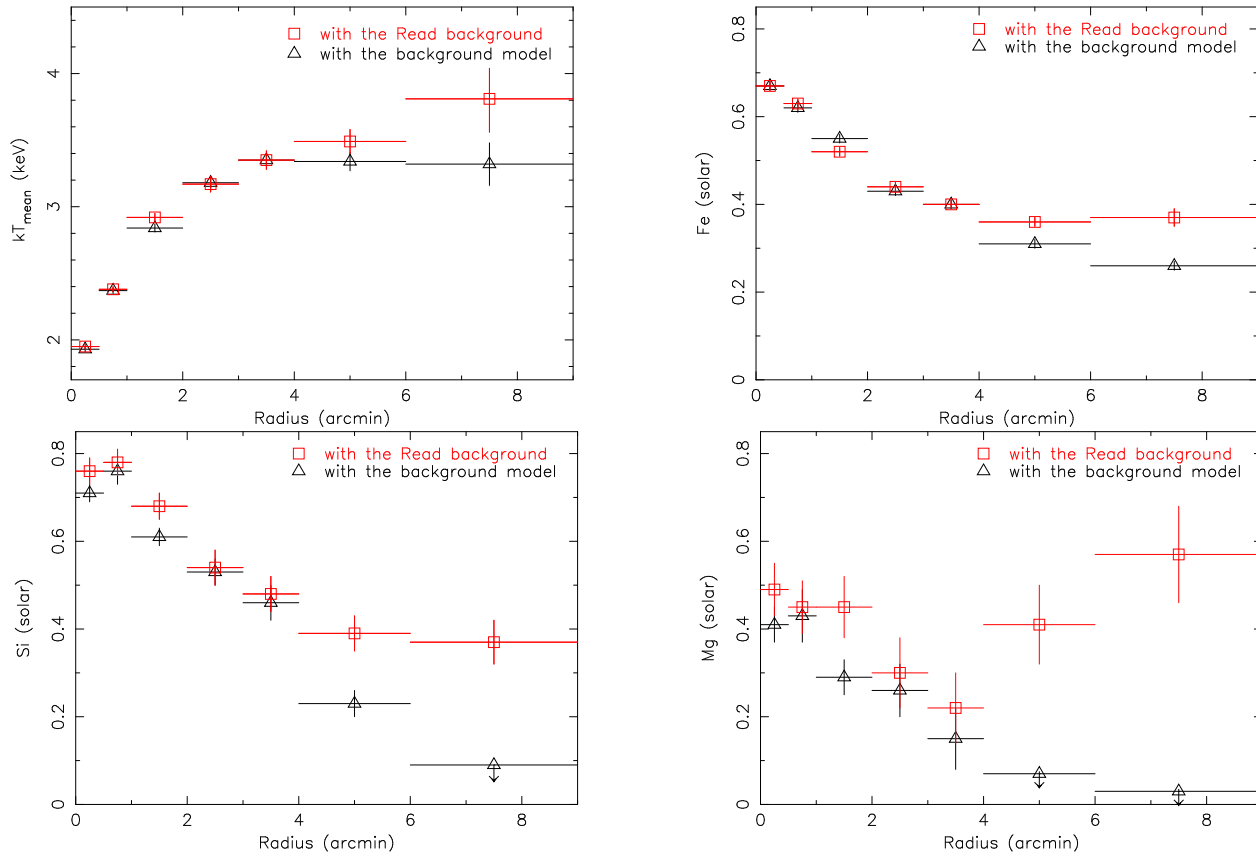 with the Read background
with the background model
kT_mean (keV)
4
3
2
0
2
4
6
8
Radius (arcmin)
with the Read background
with the background model
Fe (solar)
0.8
0.6
0.4
0.2
0
0
2
4
6
8
Radius (arcmin)
with the Read background
with the background model
Si (solar)
0.8
0.6
0.4
0.2
0
0
2
4
6
8
Radius (arcmin)
with the Read background
with the background model
Mg (solar)
0.8
0.6
0.4
0.2
0
0
2
4
6
8
Radius (arcmin)